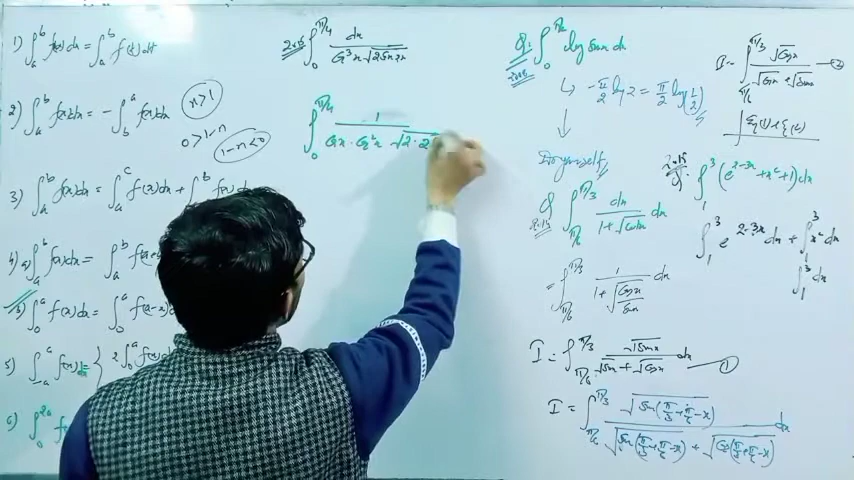 1) ∫_a^b f(x)dx = ∫_a^b f(t)dt
2) ∫_a^b f(x)dx = -∫_b^a f(x)dx
x>1
0>1-x
1-x<0
3) ∫_a^b f(x)dx = ∫_a^c f(x)dx + ∫ f(x)dx
4) a) ∫_a^b f(x)dx = ∫_a^b f(
b) ∫_0^a f(x)dx = ∫_0^a f(a-x)
5) ∫_{-a}^a f(x)dx = { 2∫_0^a f(x)
6) ∫_0^{2a} f
2015 ∫_0^{π/4} dx / (Cos³x √(2Sin2x))
∫_0^{π/4} 1 / (Cosx · Cos²x √(2·2
Q: ∫_0^{π/2} log Sinx dx
↳ -π/2 log 2 = π/2 log(1/2)
↓
Do yourself,
Q 2015 ∫_{π/6}^{π/3} dx / (1+√cotx) dx
= ∫_{π/6}^{π/3} 1 / (1+√(Cosx/Sinx)) dx
I = ∫_{π/6}^{π/3} √Sinx / (√Sin + √Cosx) dx — ①
I = ∫_{π/6}^{π/3} √(Sin(π/3+π/6-x)) / (√(Sin(π/3+π/6-x)) + √(Cos(π/3+π/6-x))) dx
I = ∫_{π/6}^{π/3} √Cosx / (√Cosx + √Sinx) — ②
2015 Q. ∫_1^3 (e^{2-3x} + x² + 1) dx
∫_1^3 e^{2-3x} dx + ∫_1^3 x² dx
∫_1^3 dx